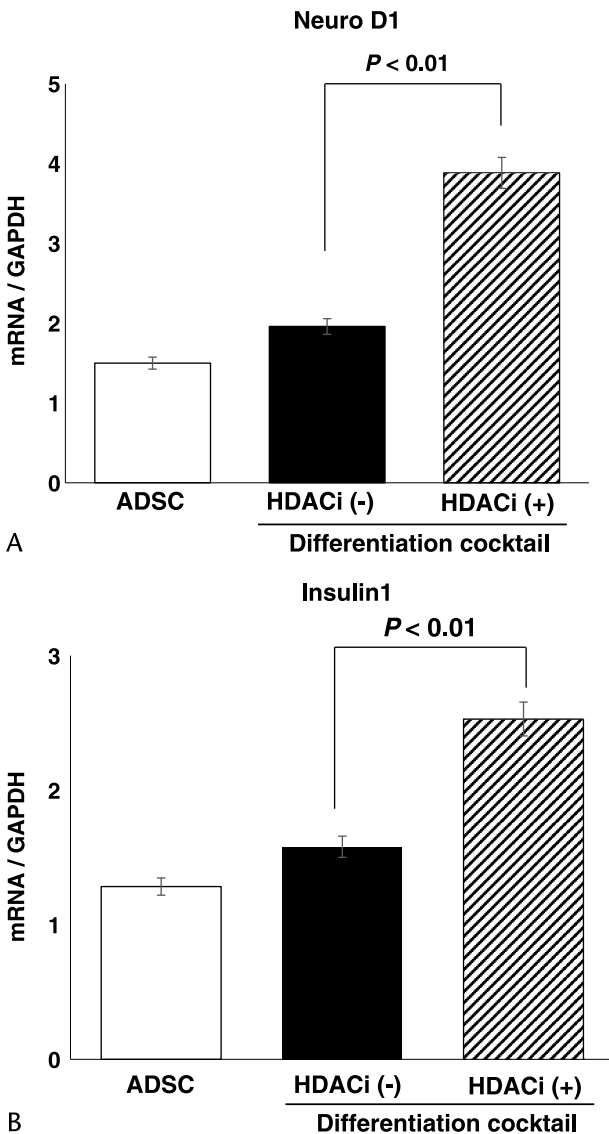 Neuro D1
P < 0.01
5
4
3
2
1
0
mRNA / GAPDH
ADSC
HDACi (-)
HDACi (+)
Differentiation cocktail
A
Insulin1
P < 0.01
3
2
1
0
mRNA / GAPDH
ADSC
HDACi (-)
HDACi (+)
Differentiation cocktail
B